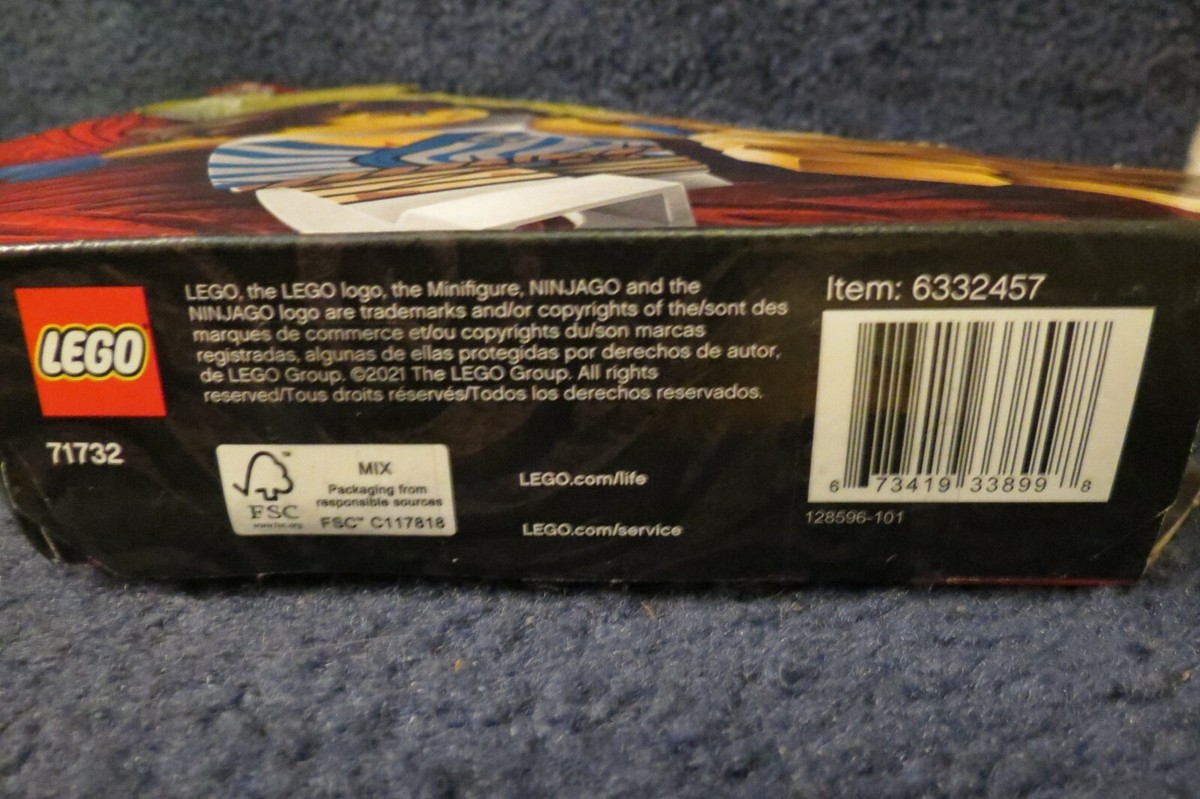 LEGO
71732
LEGO, the LEGO logo, the Minifigure, NINJAGO and the
NINJAGO logo are trademarks and/or copyrights of the/sont des
marques de commerce et/ou copyrights du/son marcas
registradas, algunas de ellas protegidas por derechos de autor,
de LEGO Group. ©2021 The LEGO Group. All rights
reserved/Tous droits réservés/Todos los derechos reservados.
FSC
www.fsc.org
MIX
Packaging from
responsible sources
FSC™ C117818
LEGO.com/life
LEGO.com/service
Item: 6332457
6 73419 33899 8
128596-101